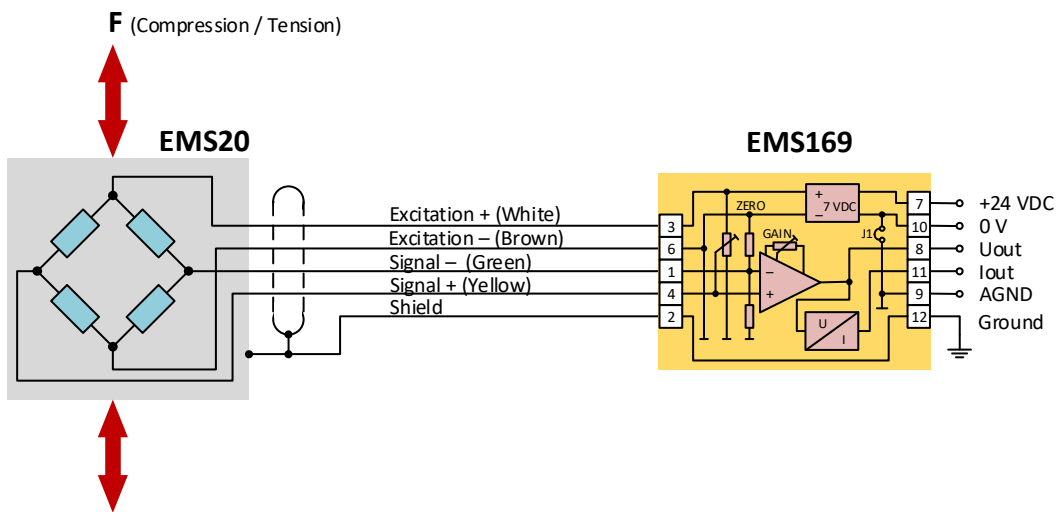 F (Compression / Tension)
EMS20
EMS169
Excitation + (White)
Excitation – (Brown)
Signal – (Green)
Signal + (Yellow)
Shield
3
6
1
4
2
ZERO
GAIN
+
7 VDC
–
J1
–
+
U
I
7
10
8
11
9
12
+24 VDC
0 V
Uout
Iout
AGND
Ground